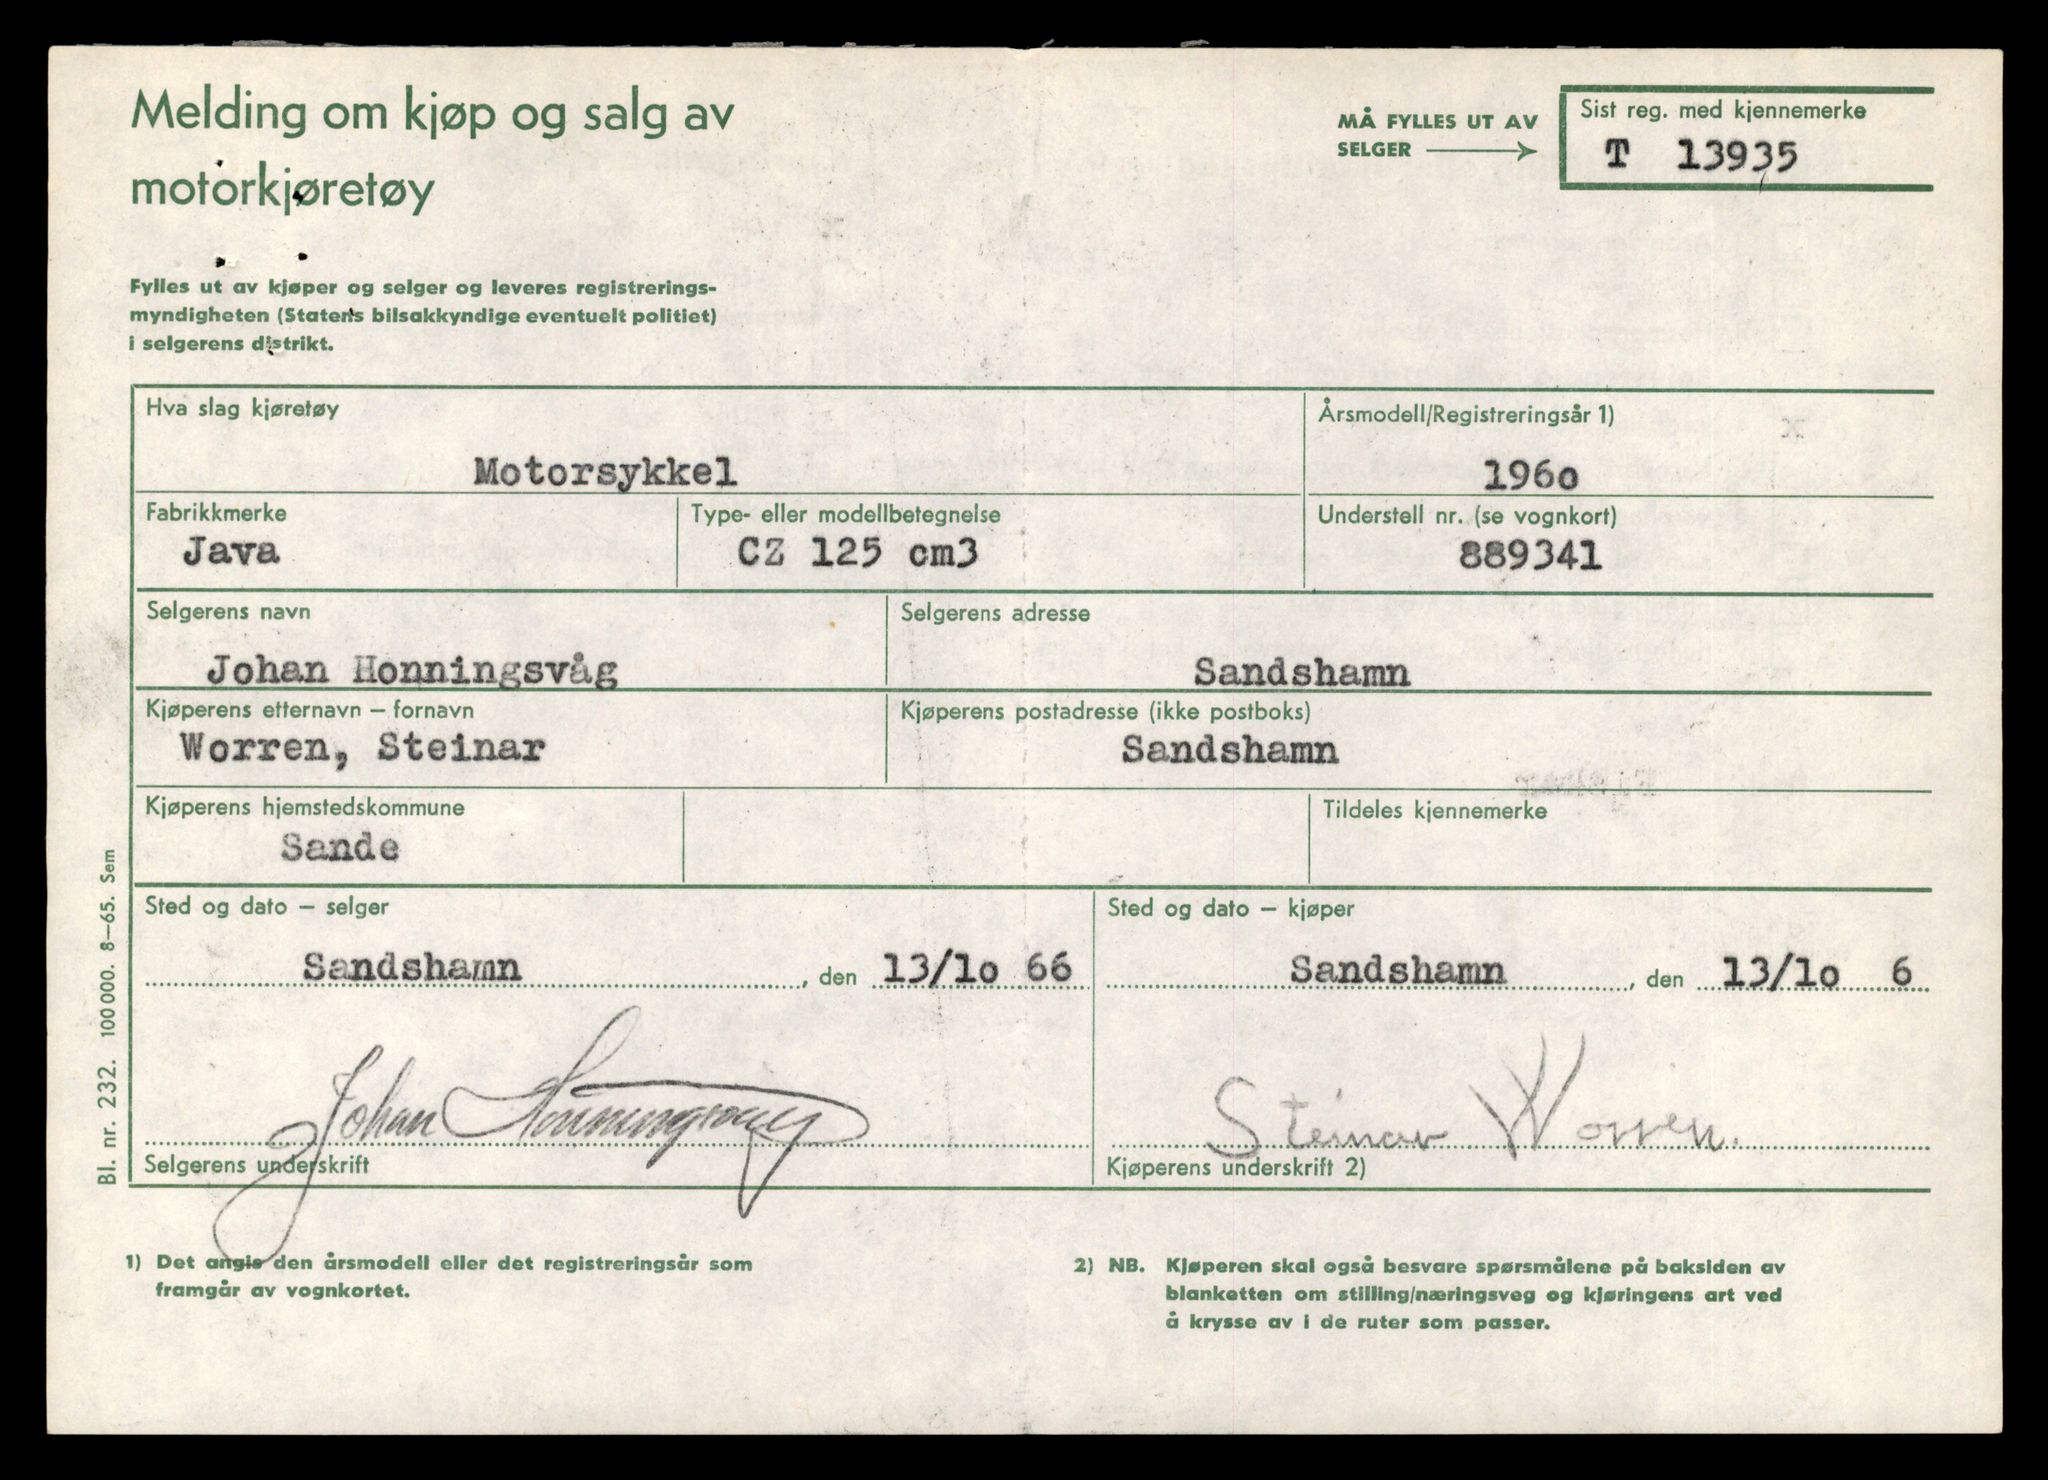 Melding om kjøp og salg av
motorkjøretøy
MÅ FYLLES UT AV
SELGER
Sist reg. med kjennemerke
T 13935
Fylles ut av kjøper og selger og leveres registrerings-
myndigheten (Statens bilsakkyndige eventuelt politiet)
i selgerens distrikt.
Hva slag kjøretøy
Motorsykkel
Årsmodell/Registreringsår 1)
196o
Fabrikkmerke
Java
Type- eller modellbetegnelse
CZ 125 cm3
Understell nr. (se vognkort)
889341
Selgerens navn
Johan Honningsvåg
Selgerens adresse
Sandshamn
Kjøperens etternavn – fornavn
Worren, Steinar
Kjøperens postadresse (ikke postboks)
Sandshamn
Kjøperens hjemstedskommune
Sande
Tildeles kjennemerke
Sted og dato – selger
Sandshamn, den 13/1o 66
Sted og dato – kjøper
Sandshamn, den 13/1o 6
Johan Honningsvåg
Selgerens underskrift
Steinar Worren.
Kjøperens underskrift 2)
1) Det angis den årsmodell eller det registreringsår som
framgår av vognkortet.
2) NB. Kjøperen skal også besvare spørsmålene på baksiden av
blanketten om stilling/næringsveg og kjøringens art ved
å krysse av i de ruter som passer.
Bl. nr. 232. 100 000. 8–65. Sem